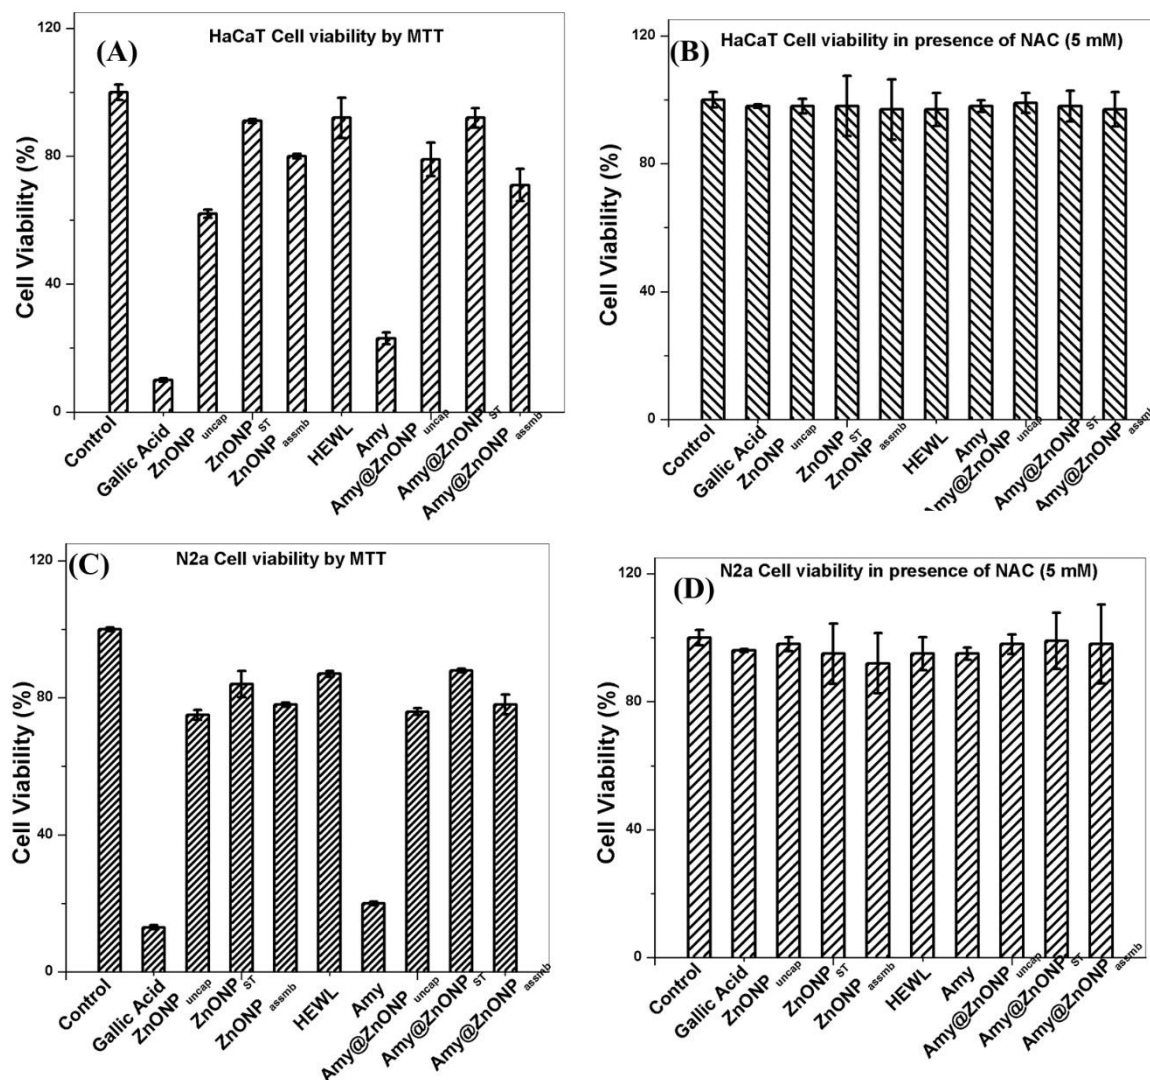 (A)
HaCaT Cell viability by MTT
Cell Viability (%)
120
80
40
0
Control
Gallic Acid
ZnONP uncap
ZnONP ST
ZnONP assmb
HEWL
Amy
Amy@ZnONP uncap
Amy@ZnONP ST
Amy@ZnONP assmb
(B)
HaCaT Cell viability in presence of NAC (5 mM)
Cell Viability (%)
120
80
40
0
Control
Gallic Acid
ZnONP uncap
ZnONP ST
ZnONP assmb
HEWL
Amy
Amy@ZnONP uncap
Amy@ZnONP ST
Amy@ZnONP assmb
(C)
N2a Cell viability by MTT
Cell Viability (%)
120
80
40
0
Control
Gallic Acid
ZnONP uncap
ZnONP ST
ZnONP assmb
HEWL
Amy
Amy@ZnONP uncap
Amy@ZnONP ST
Amy@ZnONP assmb
(D)
N2a Cell viability in presence of NAC (5 mM)
Cell Viability (%)
120
80
40
0
Control
Gallic Acid
ZnONP uncap
ZnONP ST
ZnONP assmb
HEWL
Amy
Amy@ZnONP uncap
Amy@ZnONP ST
Amy@ZnONP assmb